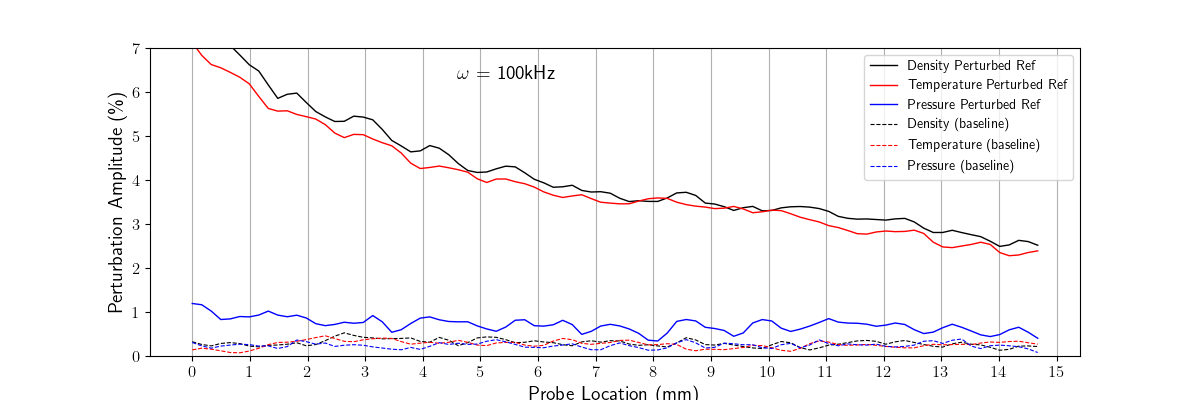 ω = 100kHz
Density Perturbed Ref
Temperature Perturbed Ref
Pressure Perturbed Ref
Density (baseline)
Temperature (baseline)
Pressure (baseline)
Perturbation Amplitude (%)
7
6
5
4
3
2
1
0
0 1 2 3 4 5 6 7 8 9 10 11 12 13 14 15
Probe Location (mm)